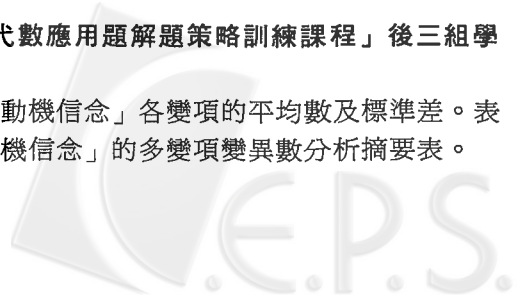 代數應用題解題策略訓練課程」後三組學
動機信念」各變項的平均數及標準差。表
機信念」的多變項變異數分析摘要表。
C.E.P.S.